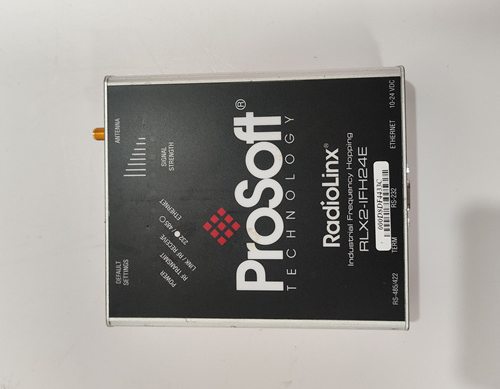 ANTENNA
SIGNAL
STRENGTH
ETHERNET
232 485
LINK / RF RECEIVE
RF TRANSMIT
POWER
DEFAULT
SETTINGS
ProSoft®
TECHNOLOGY
RadioLinx®
Industrial Frequency Hopping
RLX2-IFH24E
10-24 VDC
ETHERNET
RS-232
TERM
RS-485/422